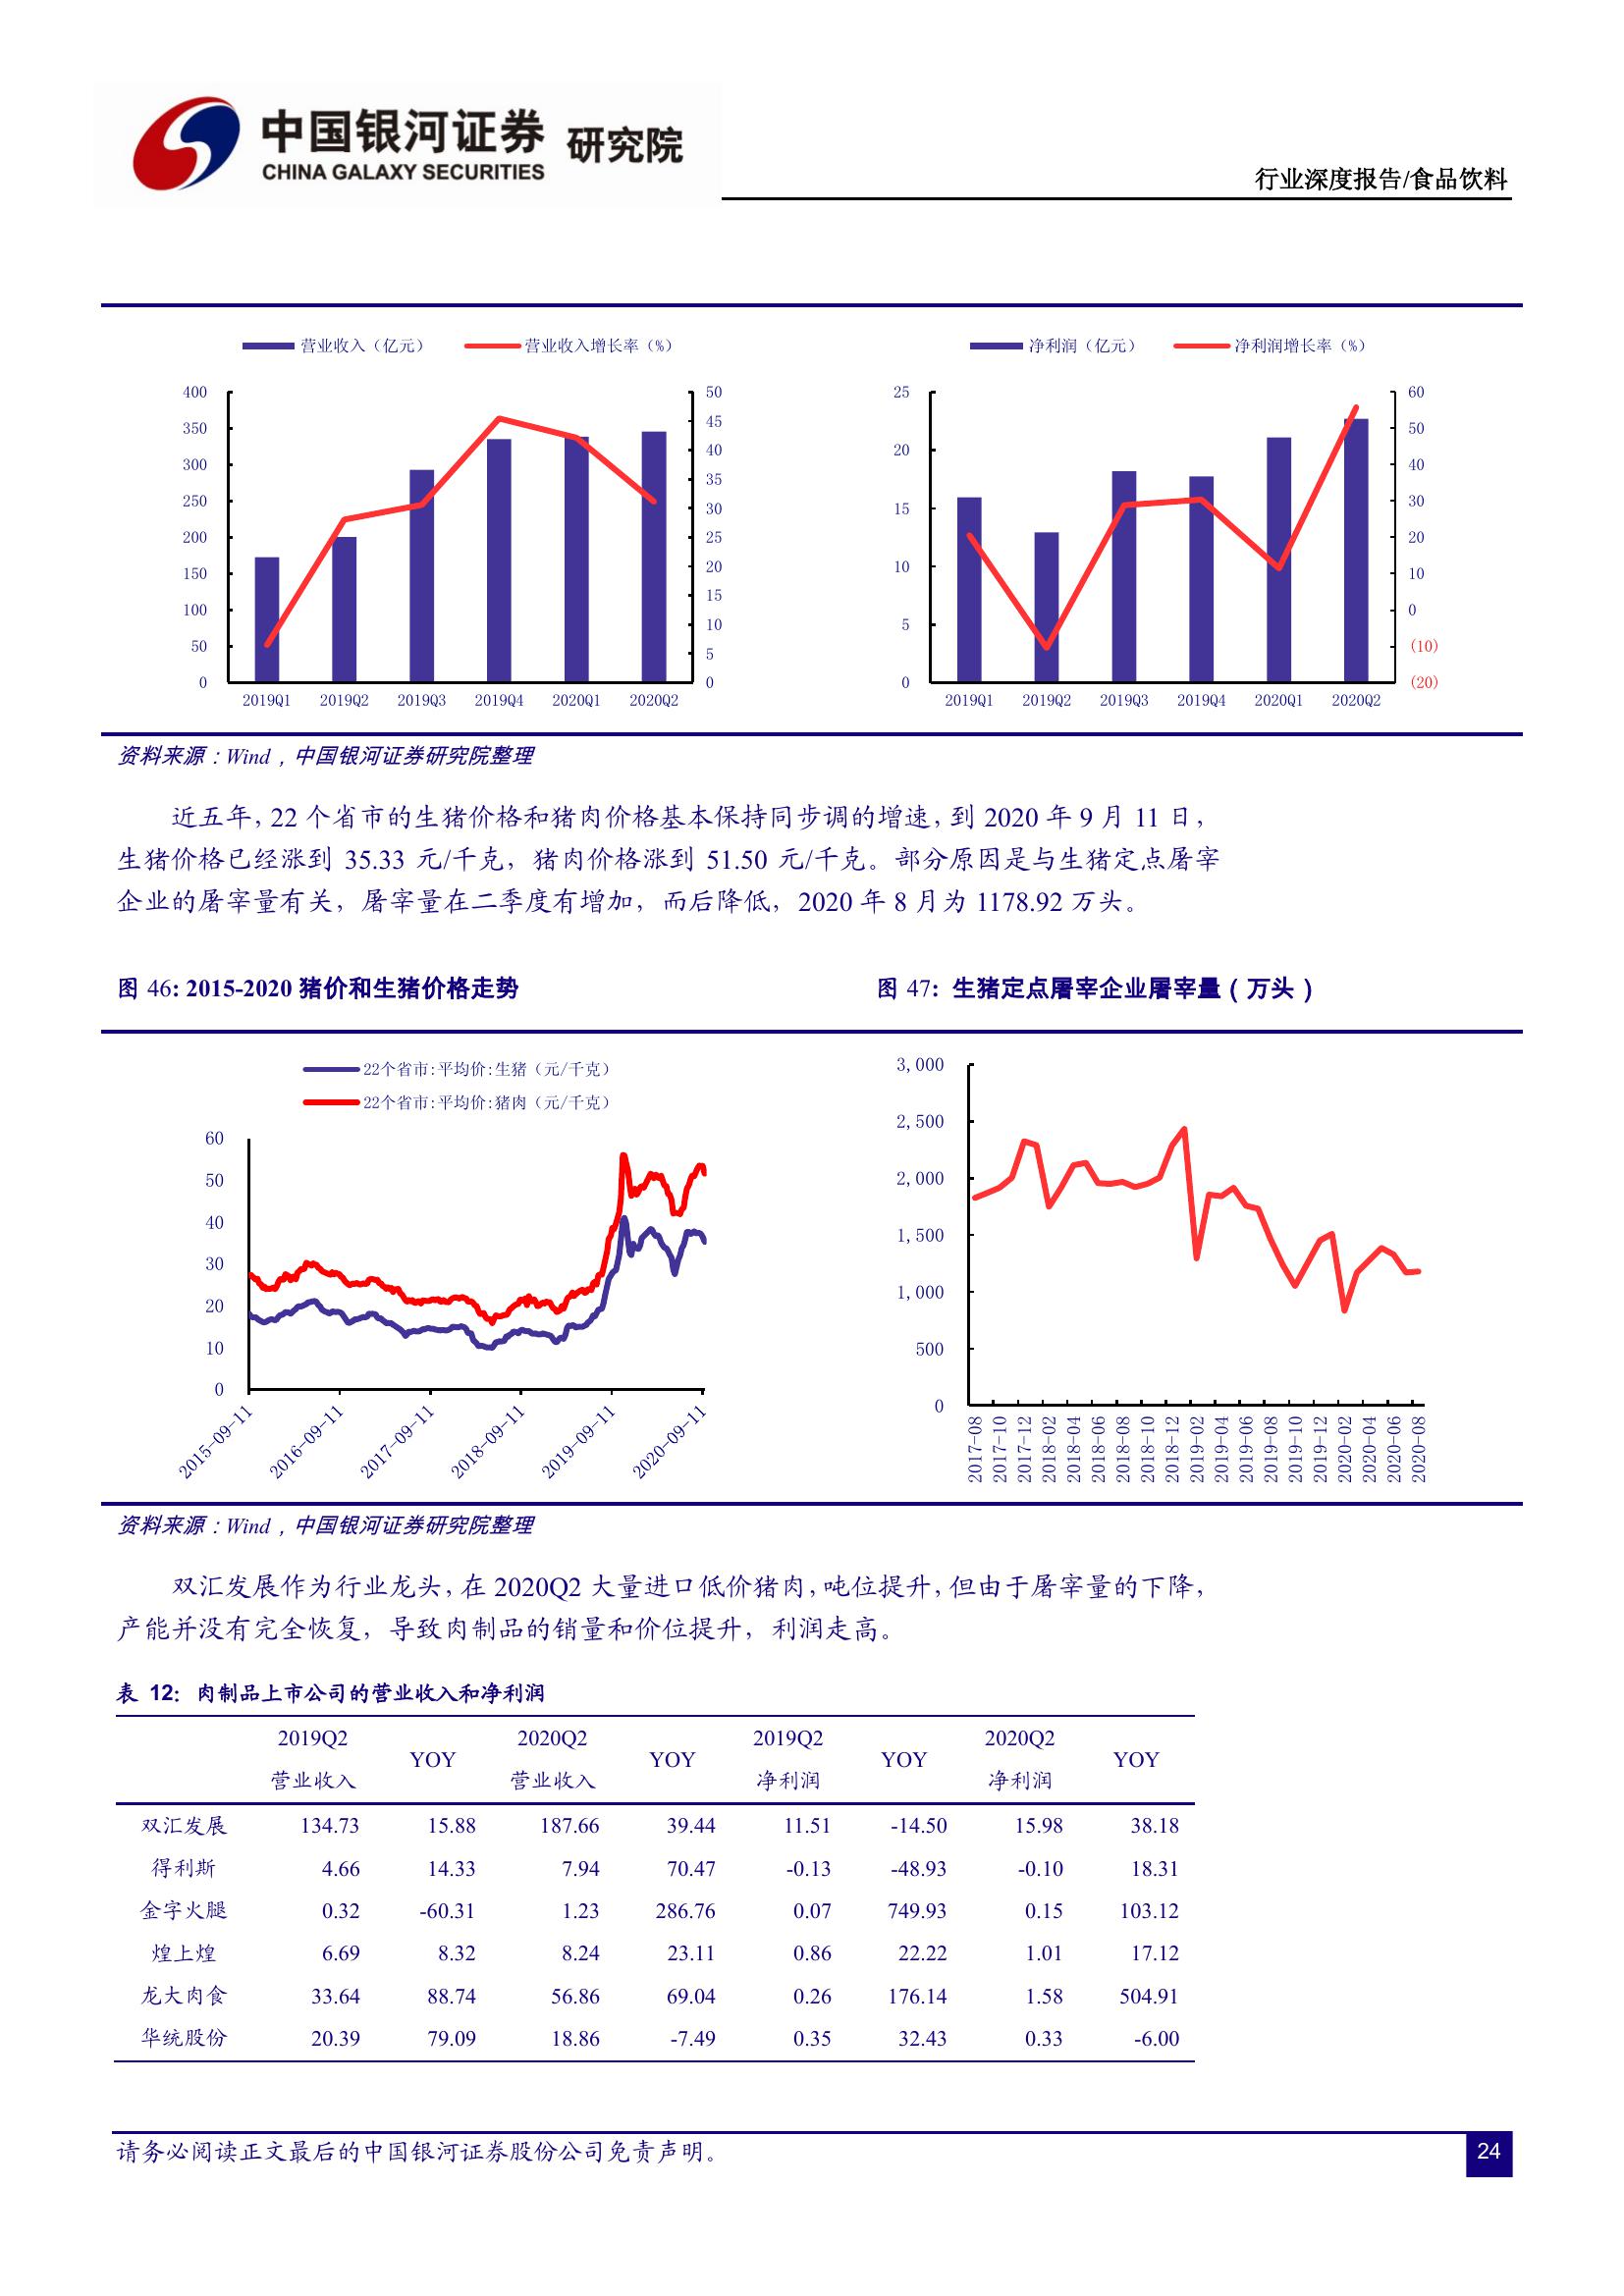 中国银河证券 研究院
CHINA GALAXY SECURITIES
行业深度报告/食品饮料
营业收入（亿元） 营业收入增长率（%）
400 350 300 250 200 150 100 50 0
50 45 40 35 30 25 20 15 10 5 0
2019Q1 2019Q2 2019Q3 2019Q4 2020Q1 2020Q2
净利润（亿元） 净利润增长率（%）
25 20 15 10 5 0
60 50 40 30 20 10 0 (10) (20)
2019Q1 2019Q2 2019Q3 2019Q4 2020Q1 2020Q2
资料来源：Wind，中国银河证券研究院整理
近五年，22 个省市的生猪价格和猪肉价格基本保持同步调的增速，到 2020 年 9 月 11 日，
生猪价格已经涨到 35.33 元/千克，猪肉价格涨到 51.50 元/千克。部分原因是与生猪定点屠宰
企业的屠宰量有关，屠宰量在二季度有增加，而后降低，2020 年 8 月为 1178.92 万头。
图 46: 2015-2020 猪价和生猪价格走势
图 47：生猪定点屠宰企业屠宰量（万头）
22个省市:平均价:生猪（元/千克）
22个省市:平均价:猪肉（元/千克）
60 50 40 30 20 10 0
2015-09-11 2016-09-11 2017-09-11 2018-09-11 2019-09-11 2020-09-11
3,000 2,500 2,000 1,500 1,000 500 0
2017-08 2017-10 2017-12 2018-02 2018-04 2018-06 2018-08 2018-10 2018-12 2019-02 2019-04 2019-06 2019-08 2019-10 2019-12 2020-02 2020-04 2020-06 2020-08
资料来源：Wind，中国银河证券研究院整理
双汇发展作为行业龙头，在 2020Q2 大量进口低价猪肉，吨位提升，但由于屠宰量的下降，
产能并没有完全恢复，导致肉制品的销量和价位提升，利润走高。
表 12：肉制品上市公司的营业收入和净利润
2019Q2 营业收入 YOY 2020Q2 营业收入 YOY 2019Q2 净利润 YOY 2020Q2 净利润 YOY
双汇发展 134.73 15.88 187.66 39.44 11.51 -14.50 15.98 38.18
得利斯 4.66 14.33 7.94 70.47 -0.13 -48.93 -0.10 18.31
金字火腿 0.32 -60.31 1.23 286.76 0.07 749.93 0.15 103.12
煌上煌 6.69 8.32 8.24 23.11 0.86 22.22 1.01 17.12
龙大肉食 33.64 88.74 56.86 69.04 0.26 176.14 1.58 504.91
华统股份 20.39 79.09 18.86 -7.49 0.35 32.43 0.33 -6.00
请务必阅读正文最后的中国银河证券股份公司免责声明。
24